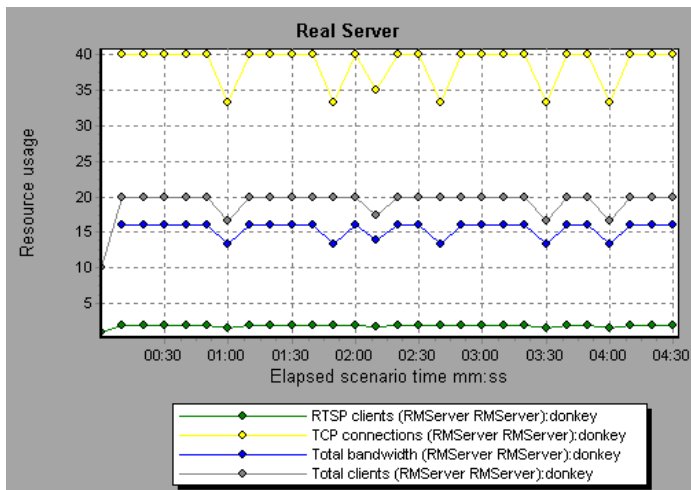 Real Server
Resource usage
40
35
30
25
20
15
10
5
00:30 01:00 01:30 02:00 02:30 03:00 03:30 04:00 04:30
Elapsed scenario time mm:ss
RTSP clients (RMServer RMServer):donkey
TCP connections (RMServer RMServer):donkey
Total bandwidth (RMServer RMServer):donkey
Total clients (RMServer RMServer):donkey